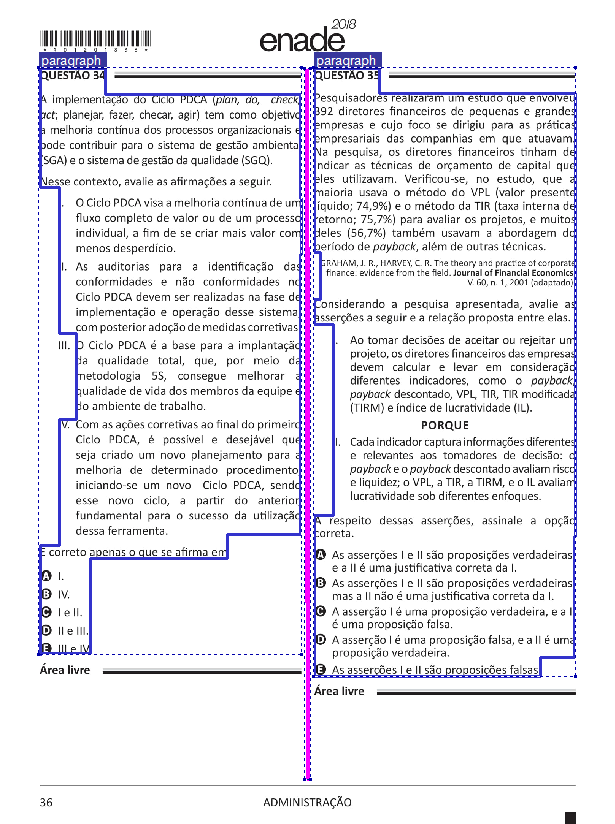 *R0120183636*
enade 2018
paragraph
QUESTÃO 34
A implementação do Ciclo PDCA (plan, do, check,
act; planejar, fazer, checar, agir) tem como objetivo
a melhoria contínua dos processos organizacionais e
pode contribuir para o sistema de gestão ambiental
(SGA) e o sistema de gestão da qualidade (SGQ).
Nesse contexto, avalie as afirmações a seguir.
I. O Ciclo PDCA visa a melhoria contínua de um
fluxo completo de valor ou de um processo
individual, a fim de se criar mais valor com
menos desperdício.
II. As auditorias para a identificação das
conformidades e não conformidades no
Ciclo PDCA devem ser realizadas na fase de
implementação e operação desse sistema,
com posterior adoção de medidas corretivas.
III. O Ciclo PDCA é a base para a implantação
da qualidade total, que, por meio da
metodologia 5S, consegue melhorar a
qualidade de vida dos membros da equipe e
do ambiente de trabalho.
IV. Com as ações corretivas ao final do primeiro
Ciclo PDCA, é possível e desejável que
seja criado um novo planejamento para a
melhoria de determinado procedimento,
iniciando-se um novo Ciclo PDCA, sendo
esse novo ciclo, a partir do anterior,
fundamental para o sucesso da utilização
dessa ferramenta.
É correto apenas o que se afirma em
A I.
B IV.
C I e II.
D II e III.
E III e IV.
Área livre
paragraph
QUESTÃO 35
Pesquisadores realizaram um estudo que envolveu
392 diretores financeiros de pequenas e grandes
empresas e cujo foco se dirigiu para as práticas
empresariais das companhias em que atuavam.
Na pesquisa, os diretores financeiros tinham de
indicar as técnicas de orçamento de capital que
eles utilizavam. Verificou-se, no estudo, que a
maioria usava o método do VPL (valor presente
líquido; 74,9%) e o método da TIR (taxa interna de
retorno; 75,7%) para avaliar os projetos, e muitos
deles (56,7%) também usavam a abordagem do
período de payback, além de outras técnicas.
GRAHAM, J. R., HARVEY, C. R. The theory and practice of corporate
finance: evidence from the field. Journal of Financial Economics,
V. 60, n. 1, 2001 (adaptado).
Considerando a pesquisa apresentada, avalie as
asserções a seguir e a relação proposta entre elas.
I. Ao tomar decisões de aceitar ou rejeitar um
projeto, os diretores financeiros das empresas
devem calcular e levar em consideração
diferentes indicadores, como o payback,
payback descontado, VPL, TIR, TIR modificada
(TIRM) e índice de lucratividade (IL).
PORQUE
II. Cada indicador captura informações diferentes
e relevantes aos tomadores de decisão: o
payback e o payback descontado avaliam risco
e liquidez; o VPL, a TIR, a TIRM, e o IL avaliam
lucratividade sob diferentes enfoques.
A respeito dessas asserções, assinale a opção
correta.
A As asserções I e II são proposições verdadeiras,
e a II é uma justificativa correta da I.
B As asserções I e II são proposições verdadeiras,
mas a II não é uma justificativa correta da I.
C A asserção I é uma proposição verdadeira, e a II
é uma proposição falsa.
D A asserção I é uma proposição falsa, e a II é uma
proposição verdadeira.
E As asserções I e II são proposições falsas.
Área livre
36
ADMINISTRAÇÃO